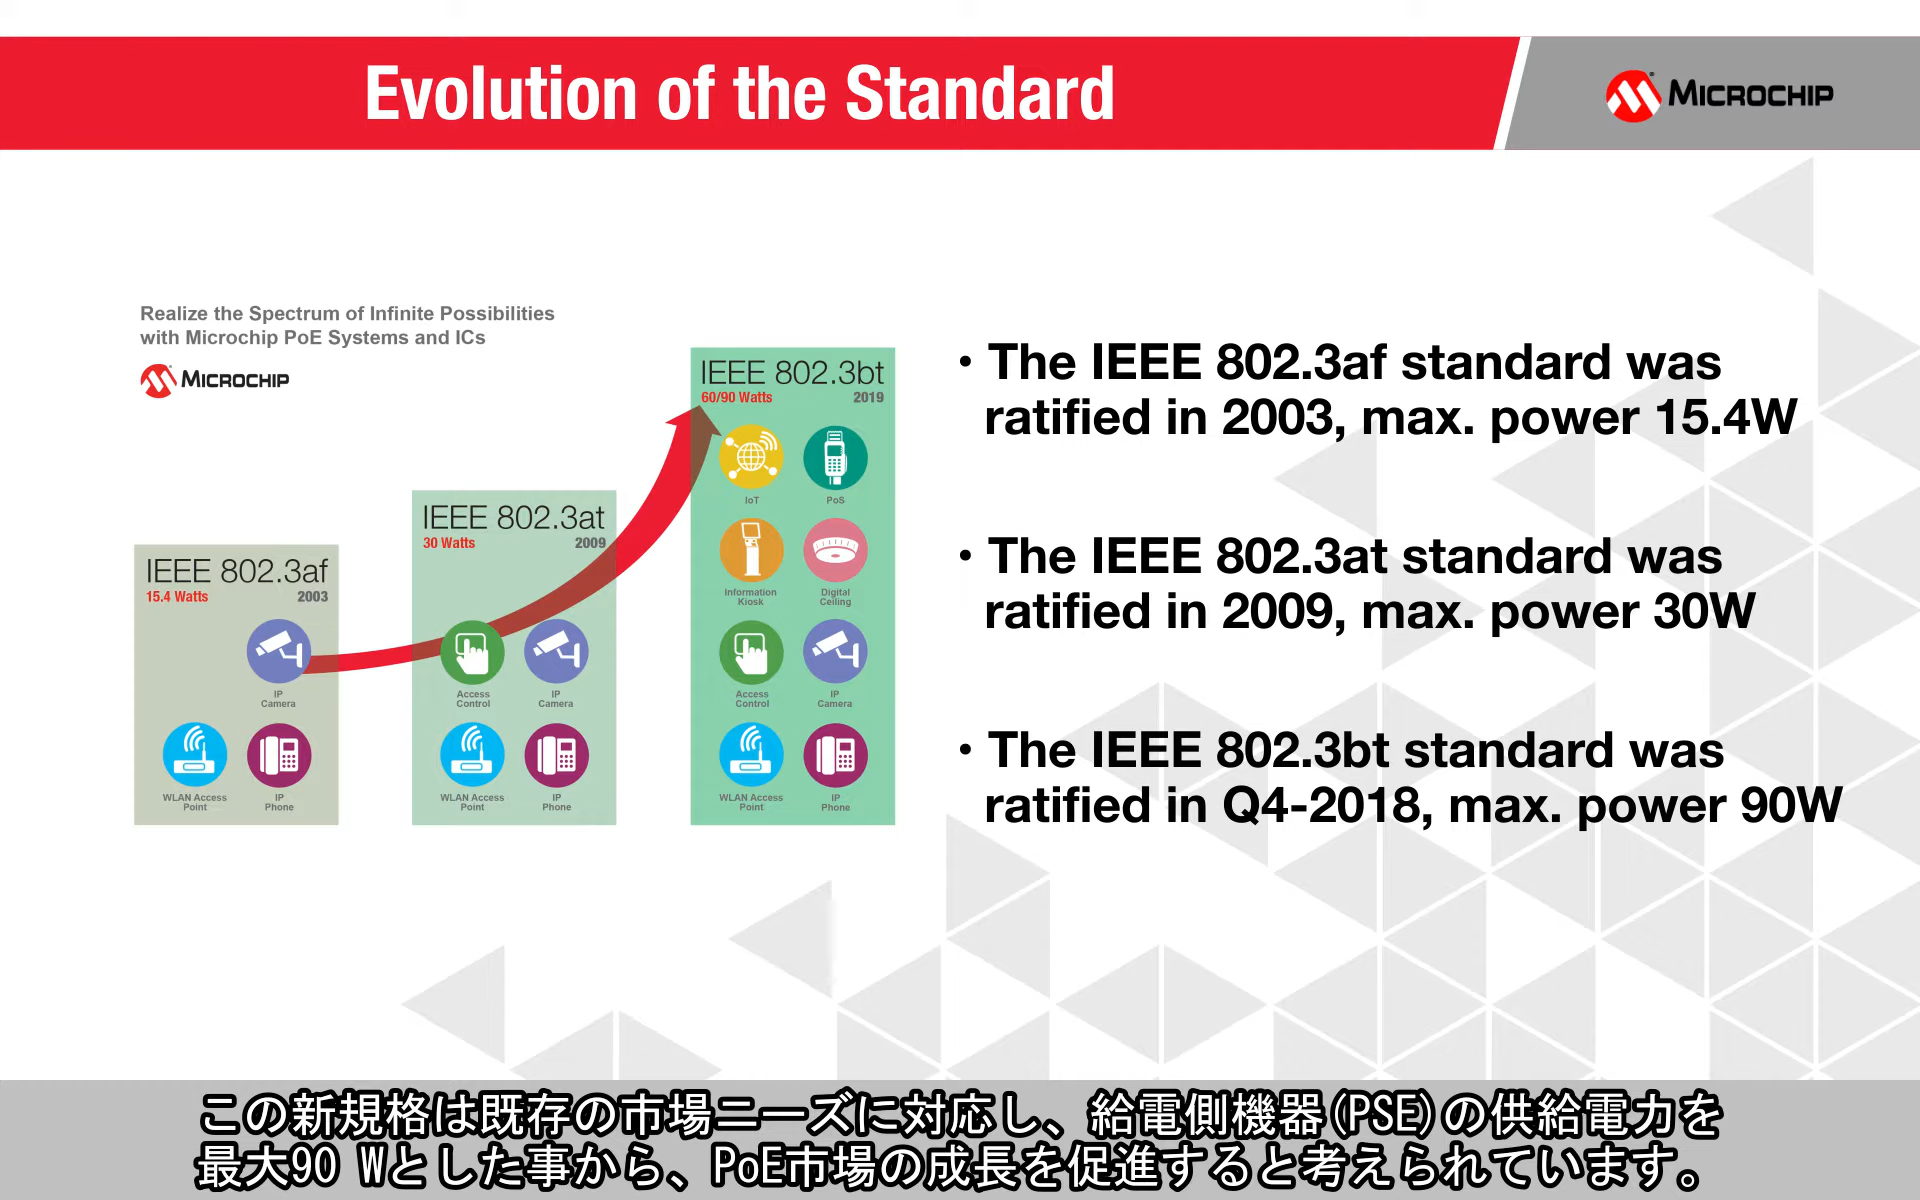 Evolution of the Standard
MICROCHIP
Realize the Spectrum of Infinite Possibilities
with Microchip PoE Systems and ICs
MICROCHIP
IEEE 802.3af
15.4 Watts 2003
IP
Camera
WLAN Access
Point
IP
Phone
IEEE 802.3at
30 Watts 2009
Access
Control
IP
Camera
WLAN Access
Point
IP
Phone
IEEE 802.3bt
60/90 Watts 2019
IoT
PoS
Information
Kiosk
Digital
Ceiling
Access
Control
IP
Camera
WLAN Access
Point
IP
Phone
• The IEEE 802.3af standard was
ratified in 2003, max. power 15.4W
• The IEEE 802.3at standard was
ratified in 2009, max. power 30W
• The IEEE 802.3bt standard was
ratified in Q4-2018, max. power 90W
この新規格は既存の市場ニーズに対応し、給電側機器(PSE)の供給電力を
最大90 Wとした事から、PoE市場の成長を促進すると考えられています。